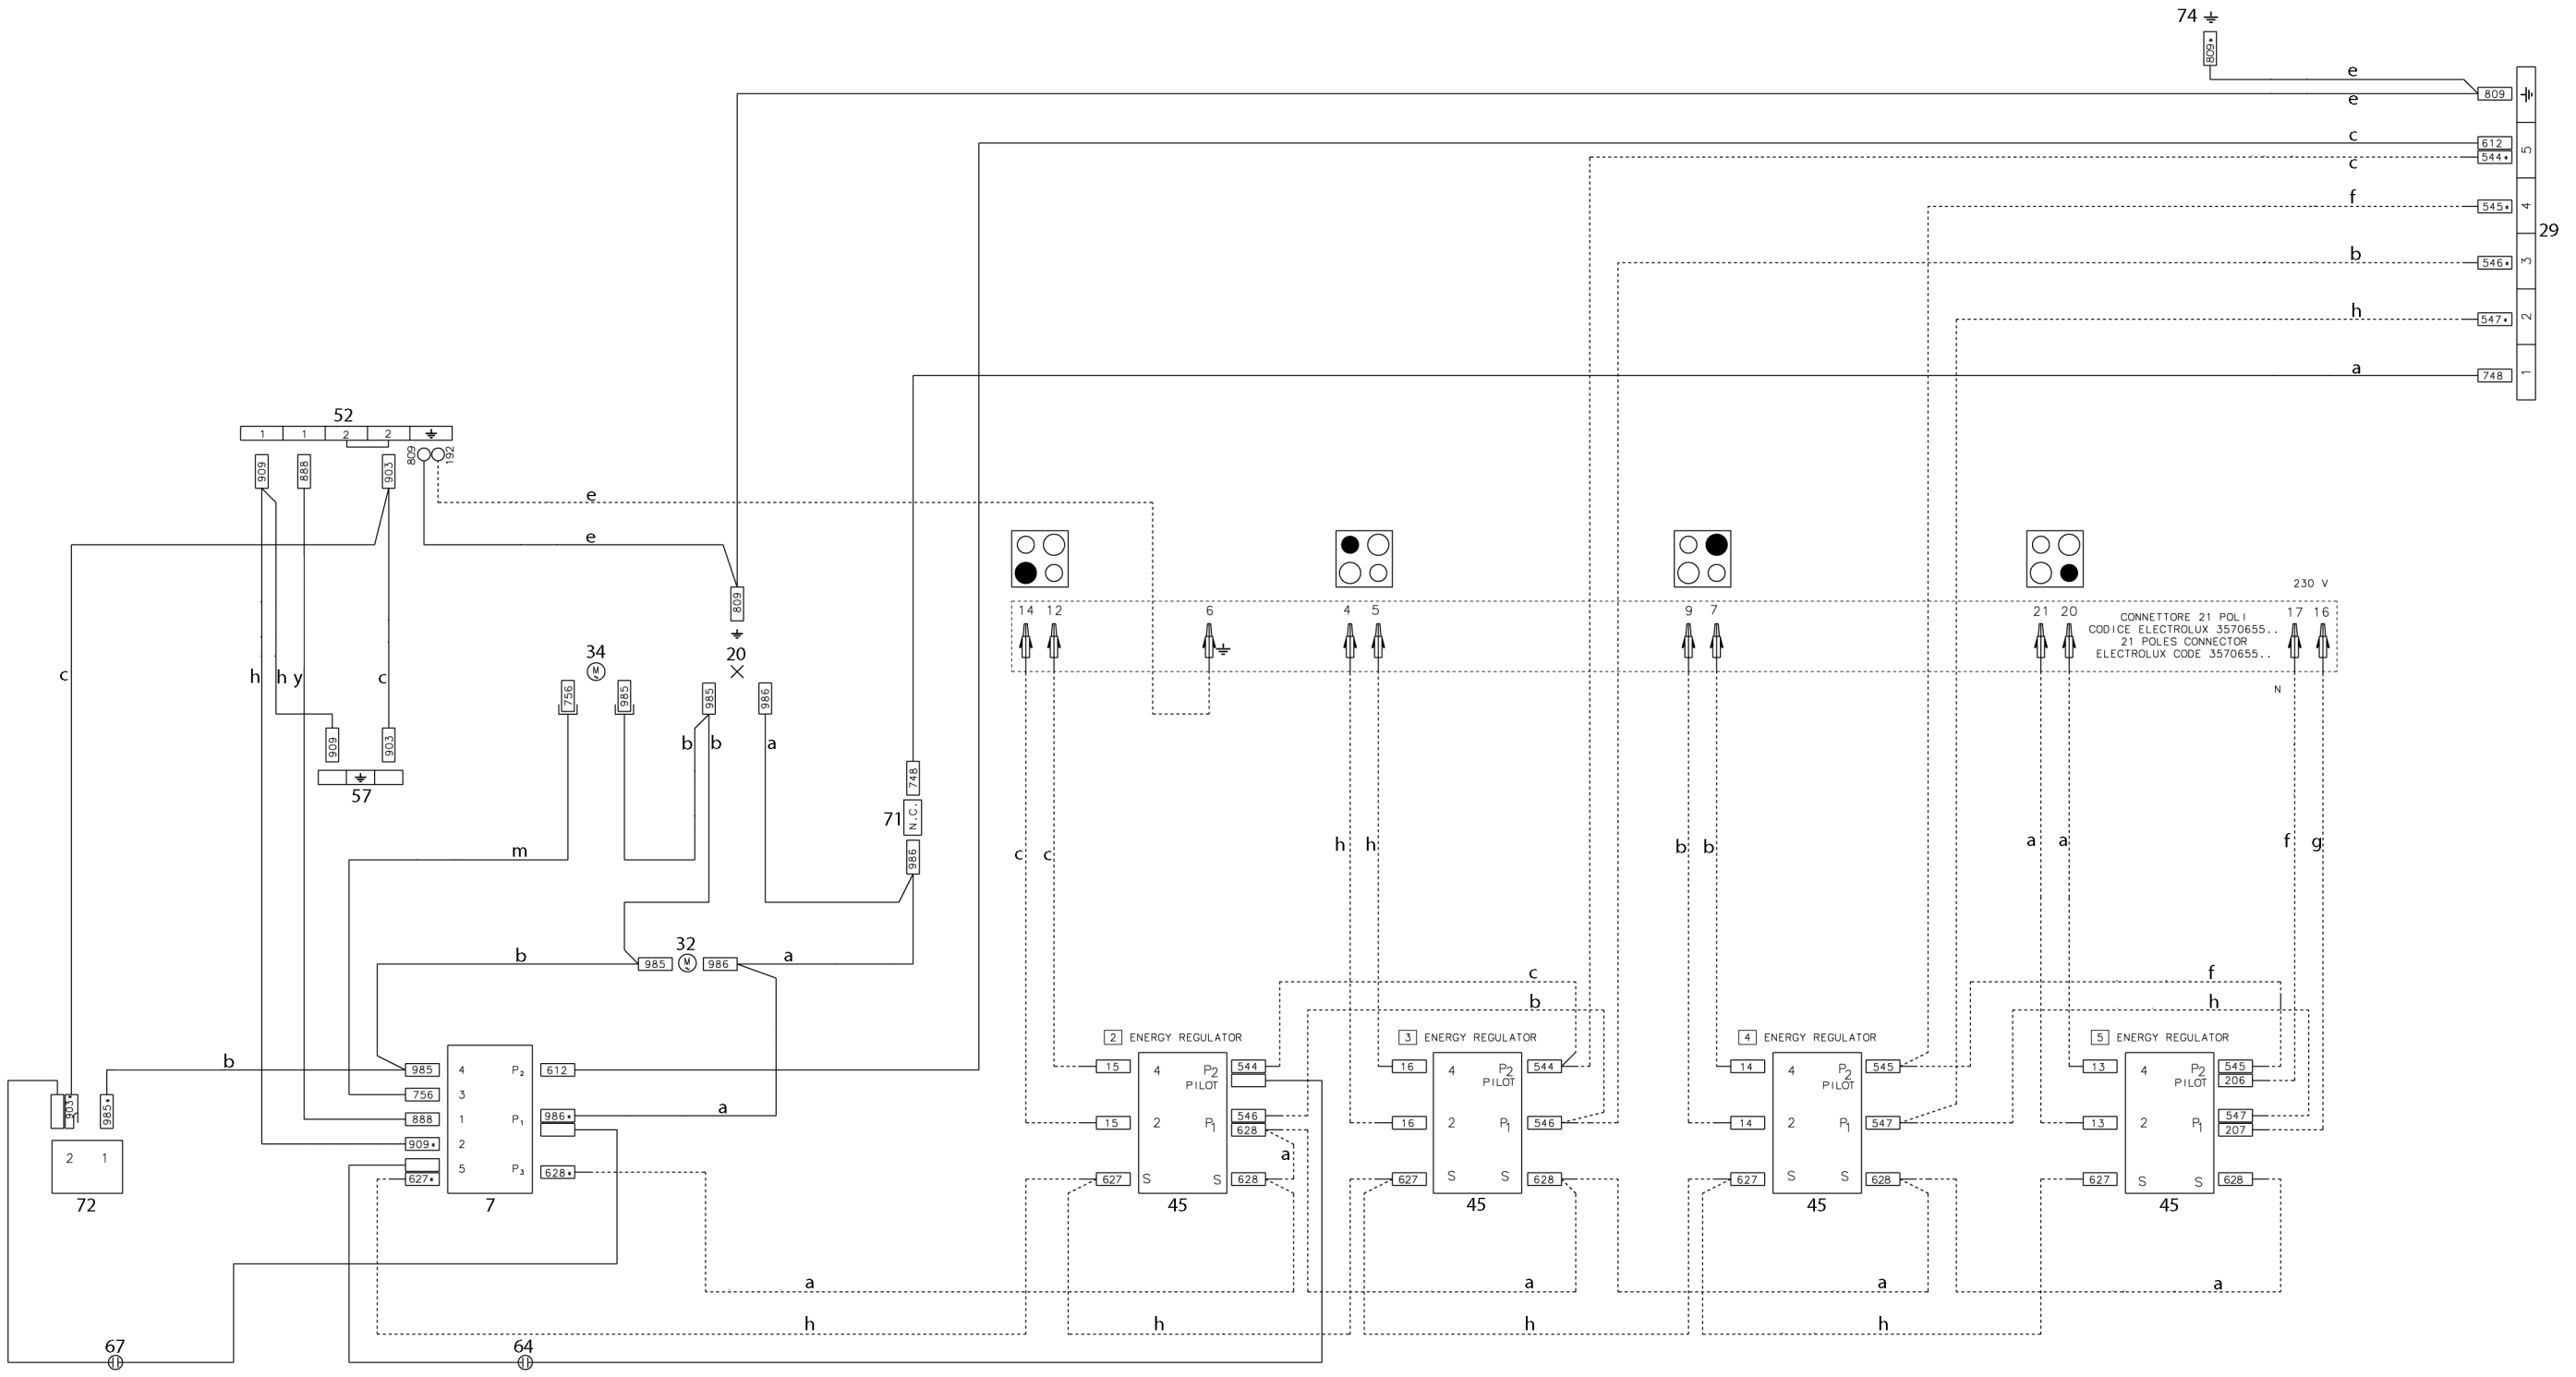 74
809*
e
e
809
c
612
c
544*
5
f
545*
4
29
b
546*
3
h
547*
2
a
748
1
52
1 1 2 2
909 888 903 809 192
e
e
809
230 V
14 12 6 4 5 9 7 21 20 17 16
CONNETTORE 21 POLI
CODICE ELECTROLUX 3570655..
21 POLES CONNECTOR
ELECTROLUX CODE 3570655..
N
34
M
20
c h h y c
756 985 985 986
909 903
57
b b a
748
71 N.C.
986
m
c c h h b b a a f g
32
b 985 M 986 a
c
f
b
h
2 ENERGY REGULATOR
3 ENERGY REGULATOR
4 ENERGY REGULATOR
5 ENERGY REGULATOR
b
903* 985*
2 1
72
985 4 P2 612
756 3
888 1 P1 986* a
909* 2
5 P3 628*
627*
7
15 4 P2 544
PILOT
15 2 P1 546
628
a
627 S S 628
45
16 4 P2 544
PILOT
16 2 P1 546
627 S S 628
45
14 4 P2 545
PILOT
14 2 P1 547
627 S S 628
45
13 4 P2 545
PILOT 206
547
13 2 P1 207
627 S S 628
45
a a a a
h h h h
67
64